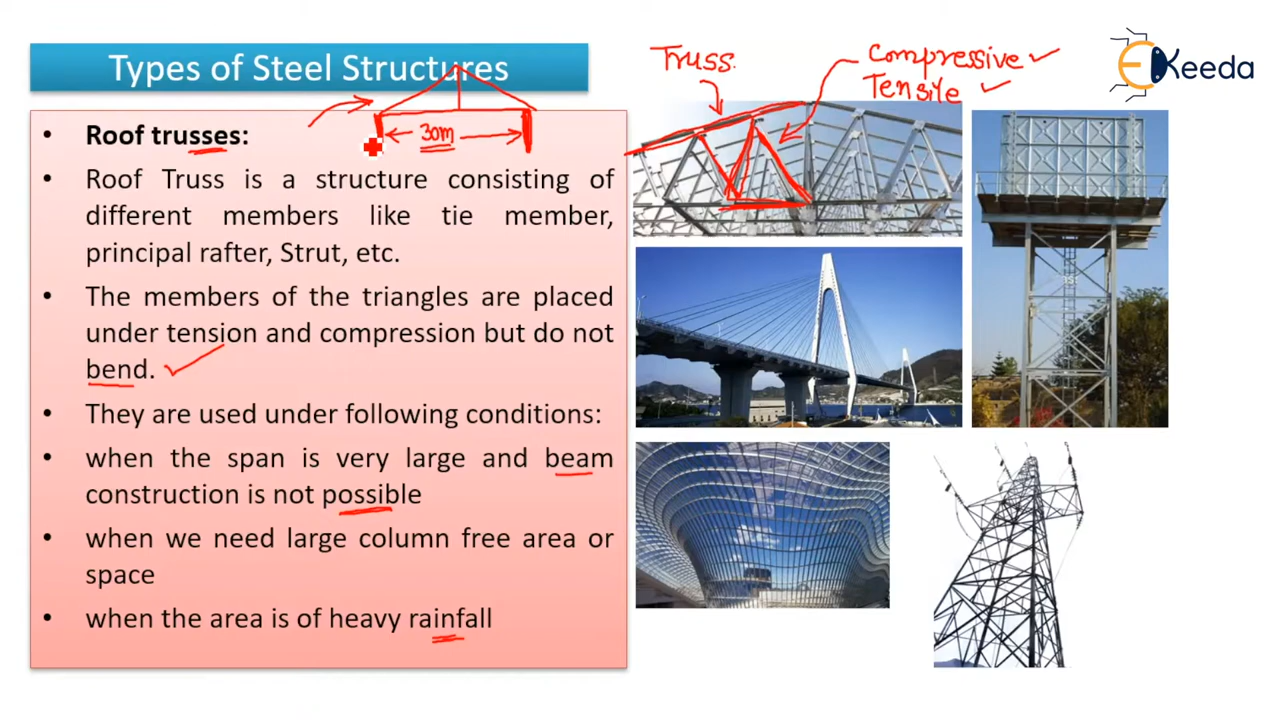 Types of Steel Structures
Roof trusses:
30m
Roof Truss is a structure consisting of
different members like tie member,
principal rafter, Strut, etc.
The members of the triangles are placed
under tension and compression but do not
bend.
They are used under following conditions:
when the span is very large and beam
construction is not possible
when we need large column free area or
space
when the area is of heavy rainfall
Truss.
Compressive
Tensile
EKeeda